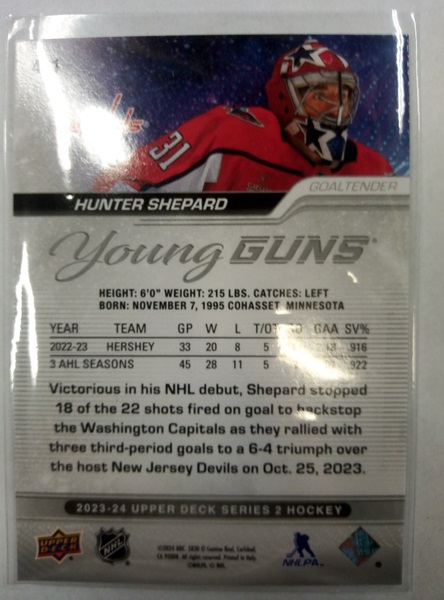 31
GOALTENDER
HUNTER SHEPARD
Young GUNS
HEIGHT: 6'0" WEIGHT: 215 LBS. CATCHES: LEFT
BORN: NOVEMBER 7, 1995 COHASSET, MINNESOTA
YEAR TEAM GP W L T/OT GAA SV%
2022-23 HERSHEY 33 20 8 5 .916
3 AHL SEASONS 45 28 11 5 .922
Victorious in his NHL debut, Shepard stopped
18 of the 22 shots fired on goal to backstop
the Washington Capitals as they rallied with
three third-period goals to a 6-4 triumph over
the host New Jersey Devils on Oct. 25, 2023.
2023-24 UPPER DECK SERIES 2 HOCKEY
UPPER DECK
NHL
NHLPA